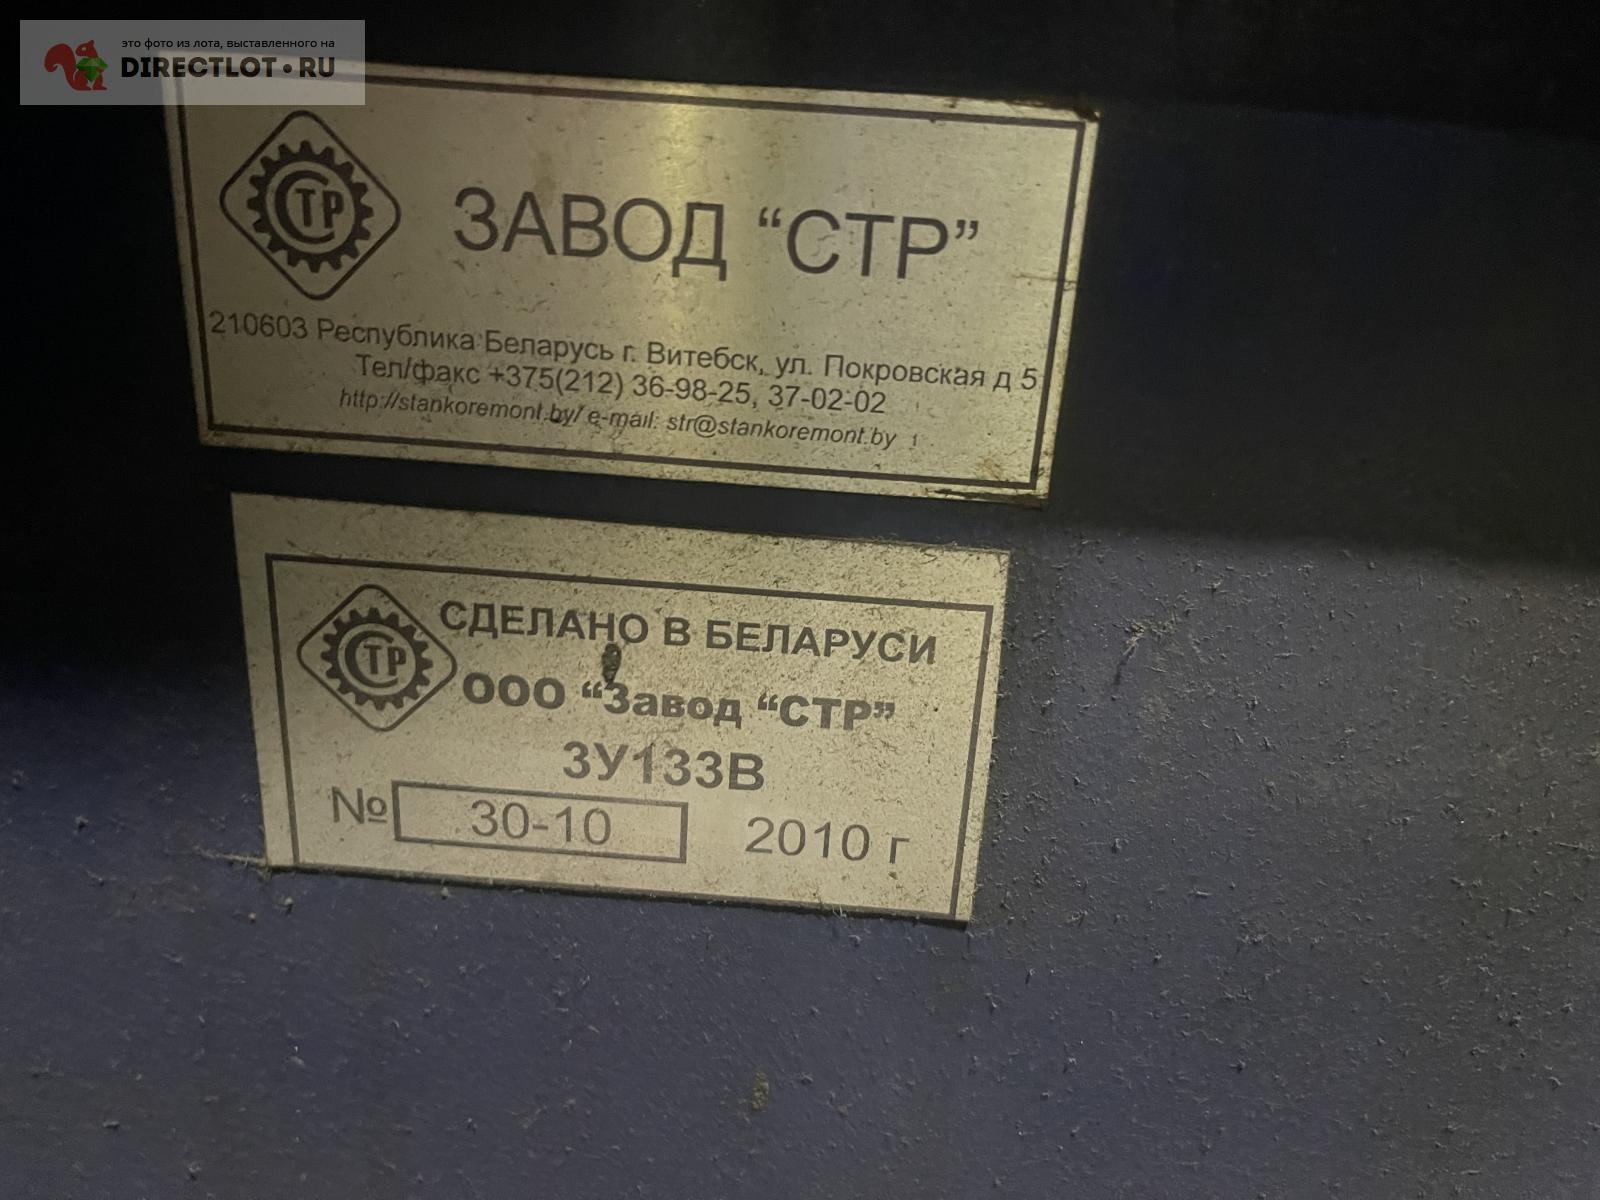 это фото из лота, выставленного на
DIRECTLOT•RU
СТР
ЗАВОД “СТР”
210603 Республика Беларусь г. Витебск, ул. Покровская д 5
Тел/факс +375(212) 36-98-25, 37-02-02
http://stankoremont.by/ e-mail: str@stankoremont.by
СТР
СДЕЛАНО В БЕЛАРУСИ
ООО “Завод “СТР”
3У133В
№ 30-10 2010 г